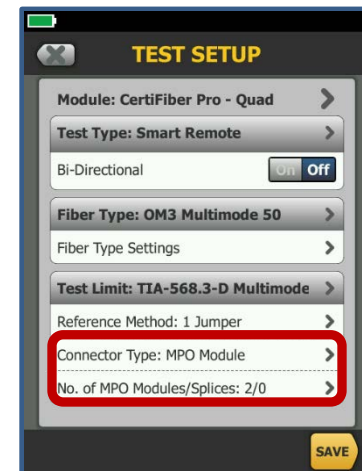 TEST SETUP
Module: CertiFiber Pro - Quad
Test Type: Smart Remote
Bi-Directional On Off
Fiber Type: OM3 Multimode 50
Fiber Type Settings
Test Limit: TIA-568.3-D Multimode
Reference Method: 1 Jumper
Connector Type: MPO Module
No. of MPO Modules/Splices: 2/0
SAVE